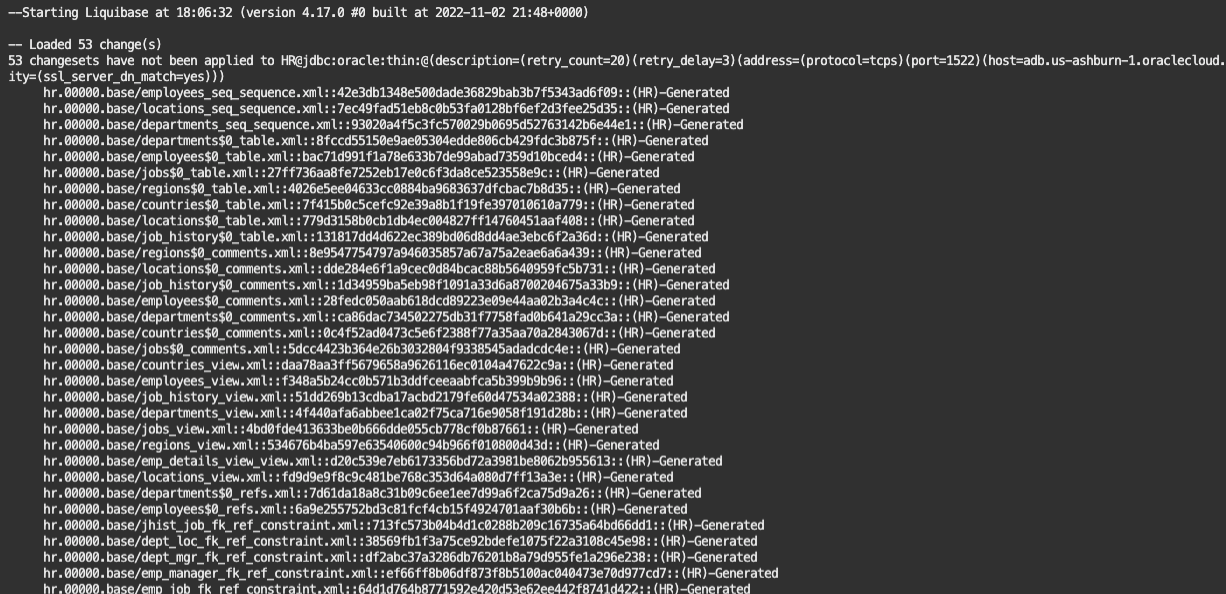 --Starting Liquibase at 18:06:32 (version 4.17.0 #0 built at 2022-11-02 21:48+0000)
-- Loaded 53 change(s)
53 changesets have not been applied to HR@jdbc:oracle:thin:@(description=(retry_count=20)(retry_delay=3)(address=(protocol=tcps)(port=1522)(host=adb.us-ashburn-1.oraclecloud.
ity=(ssl_server_dn_match=yes)))
hr.00000.base/employees_seq_sequence.xml::42e3db1348e500dade36829bab3b7f5343ad6f09::(HR)-Generated
hr.00000.base/locations_seq_sequence.xml::7ec49fad51eb8c0b53fa0128bf6ef2d3fee25d35::(HR)-Generated
hr.00000.base/departments_seq_sequence.xml::93020a4f5c3fc570029b0695d52763142b6e44e1::(HR)-Generated
hr.00000.base/departments$0_table.xml::8fccd55150e9ae05304edde806cb429fdc3b875f::(HR)-Generated
hr.00000.base/employees$0_table.xml::bac71d991f1a78e633b7de99abad7359d10bced4::(HR)-Generated
hr.00000.base/jobs$0_table.xml::27ff736aa8fe7252eb17e0c6f3da8ce523558e9c::(HR)-Generated
hr.00000.base/regions$0_table.xml::4026e5ee04633cc0884ba9683637dfcbac7b8d35::(HR)-Generated
hr.00000.base/countries$0_table.xml::7f415b0c5cefc92e39a8b1f19fe397010610a779::(HR)-Generated
hr.00000.base/locations$0_table.xml::779d3158b0cb1db4ec004827ff14760451aaf408::(HR)-Generated
hr.00000.base/job_history$0_table.xml::131817dd4d622ec389bd06d8dd4ae3ebc6f2a36d::(HR)-Generated
hr.00000.base/regions$0_comments.xml::8e9547754797a946035857a67a75a2eae6a6a439::(HR)-Generated
hr.00000.base/locations$0_comments.xml::dde284e6f1a9cec0d84bcac88b5640959fc5b731::(HR)-Generated
hr.00000.base/job_history$0_comments.xml::1d34959ba5eb98f1091a33d6a8700204675a33b9::(HR)-Generated
hr.00000.base/employees$0_comments.xml::28fedc050aab618dcd89223e09e44aa02b3a4c4c::(HR)-Generated
hr.00000.base/departments$0_comments.xml::ca86dac734502275db31f7758fad0b641a29cc3a::(HR)-Generated
hr.00000.base/countries$0_comments.xml::0c4f52ad0473c5e6f2388f77a35aa70a2843067d::(HR)-Generated
hr.00000.base/jobs$0_comments.xml::5dcc4423b364e26b3032804f9338545adadcdc4e::(HR)-Generated
hr.00000.base/countries_view.xml::daa78aa3ff5679658a9626116ec0104a47622c9a::(HR)-Generated
hr.00000.base/employees_view.xml::f348a5b24cc0b571b3ddfceeaabfca5b399b9b96::(HR)-Generated
hr.00000.base/job_history_view.xml::51dd269b13cdba17acbd2179fe60d47534a02388::(HR)-Generated
hr.00000.base/departments_view.xml::4f440afa6abbee1ca02f75ca716e9058f191d28b::(HR)-Generated
hr.00000.base/jobs_view.xml::4bd0fde413633be0b666dde055cb778cf0b87661::(HR)-Generated
hr.00000.base/regions_view.xml::534676b4ba597e63540600c94b966f010800d43d::(HR)-Generated
hr.00000.base/emp_details_view_view.xml::d20c539e7eb6173356bd72a3981be8062b955613::(HR)-Generated
hr.00000.base/locations_view.xml::fd9d9e9f8c9c481be768c353d64a080d7ff13a3e::(HR)-Generated
hr.00000.base/departments$0_refs.xml::7d61da18a8c31b09c6ee1ee7d99a6f2ca75d9a26::(HR)-Generated
hr.00000.base/employees$0_refs.xml::6a9e255752bd3c81fcf4cb15f4924701aaf30b6b::(HR)-Generated
hr.00000.base/jhist_job_fk_ref_constraint.xml::713fc573b04b4d1c0288b209c16735a64bd66dd1::(HR)-Generated
hr.00000.base/dept_loc_fk_ref_constraint.xml::38569fb1f3a75ce92bdefe1075f22a3108c45e98::(HR)-Generated
hr.00000.base/dept_mgr_fk_ref_constraint.xml::df2abc37a3286db76201b8a79d955fe1a296e238::(HR)-Generated
hr.00000.base/emp_manager_fk_ref_constraint.xml::ef66ff8b06df873f8b5100ac040473e70d977cd7::(HR)-Generated
hr.00000.base/emp_job_fk_ref_constraint.xml::64d1d764b8771592e420d53e62ee442f8741d422::(HR)-Generated